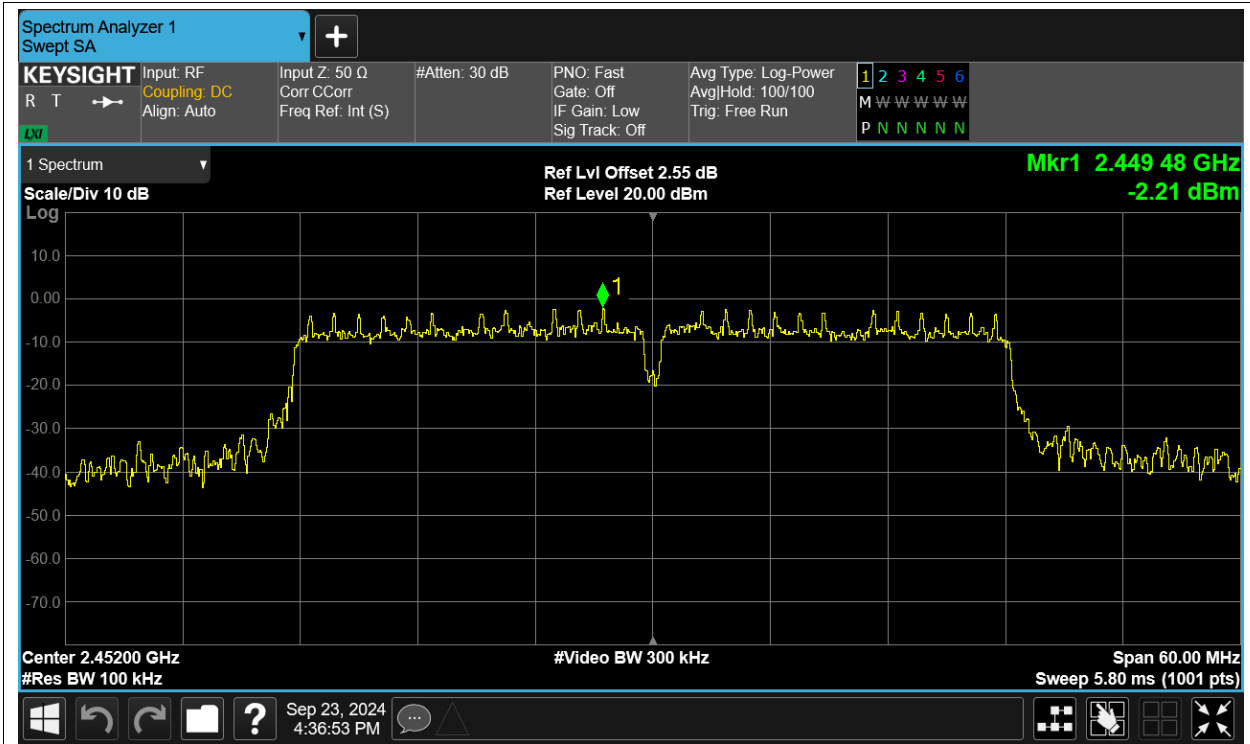 Spectrum Analyzer 1
Swept SA
KEYSIGHT
R T
LXI
Input: RF
Coupling: DC
Align: Auto
Input Z: 50 Ω
Corr CCorr
Freq Ref: Int (S)
#Atten: 30 dB
PNO: Fast
Gate: Off
IF Gain: Low
Sig Track: Off
Avg Type: Log-Power
Avg|Hold: 100/100
Trig: Free Run
1 2 3 4 5 6
M W W W W W
P N N N N N
1 Spectrum
Scale/Div 10 dB
Log
Ref Lvl Offset 2.55 dB
Ref Level 20.00 dBm
Mkr1 2.449 48 GHz
-2.21 dBm
10.0
0.00
-10.0
-20.0
-30.0
-40.0
-50.0
-60.0
-70.0
1
Center 2.45200 GHz
#Res BW 100 kHz
#Video BW 300 kHz
Span 60.00 MHz
Sweep 5.80 ms (1001 pts)
?
Sep 23, 2024
4:36:53 PM